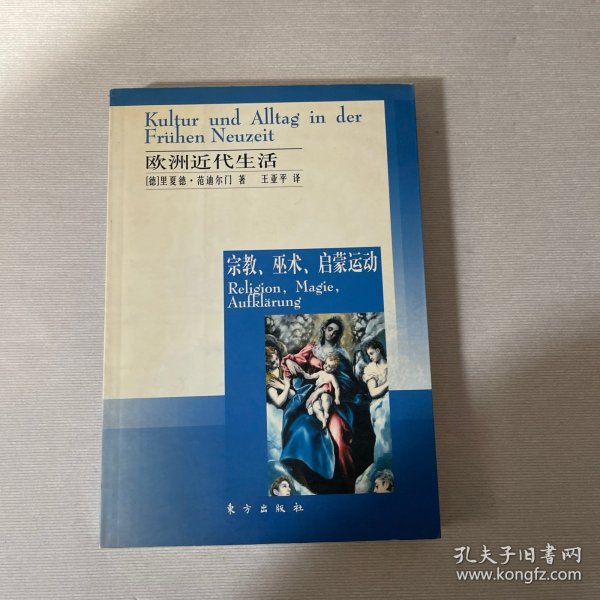 Kultur und Alltag in der
Frühen Neuzeit
欧洲近代生活
[德]里夏德·范迪尔门 著 王亚平 译
宗教、巫术、启蒙运动
Religion, Magie,
Aufklärung
东方出版社
孔夫子旧书网
www.kongfz.com